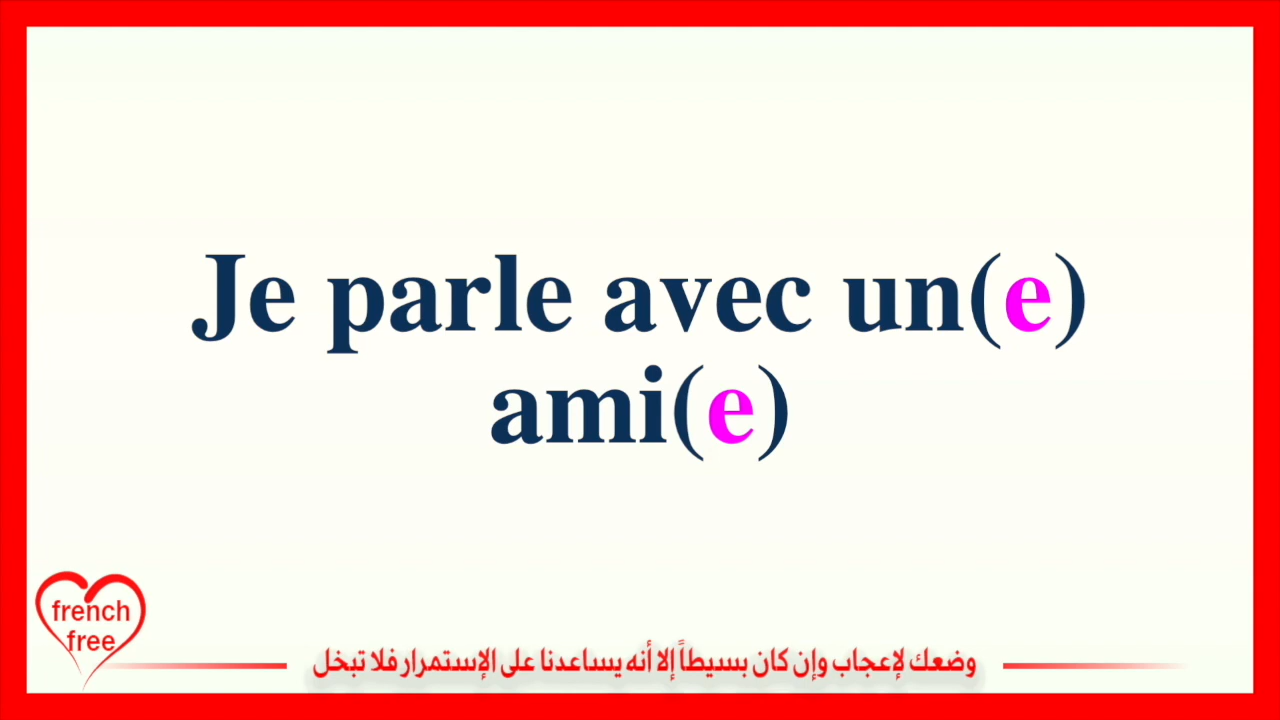 Je parle avec un(e)
ami(e)
french
free
وضعك لإعجاب وإن كان بسيطاً إلا أنه يساعدنا على الإستمرار فلا تبخل